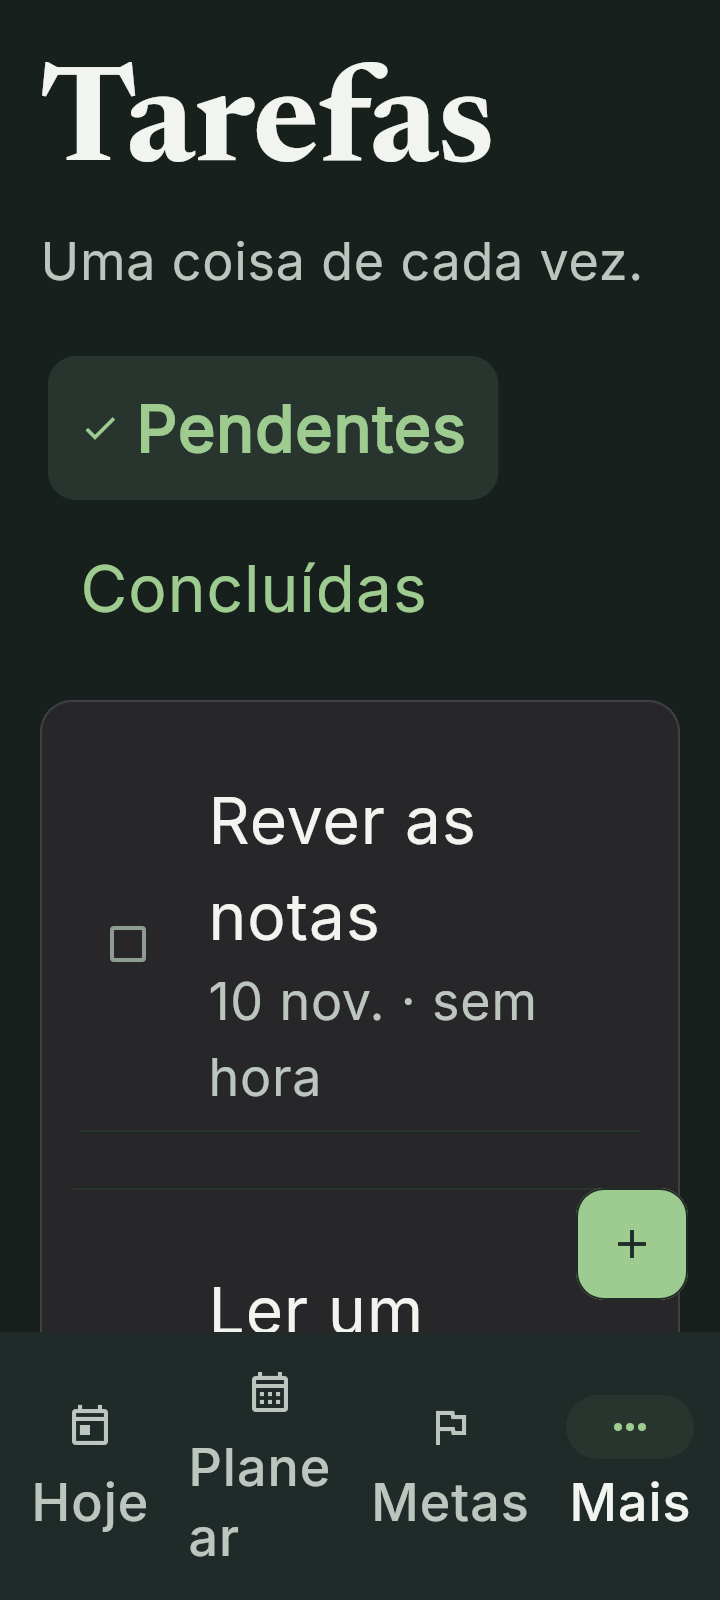 Tarefas
Uma coisa de cada vez.
Pendentes
Concluídas
Rever as
notas
10 nov. · sem
hora
Ler um
Hoje
Plane
ar
Metas
Mais